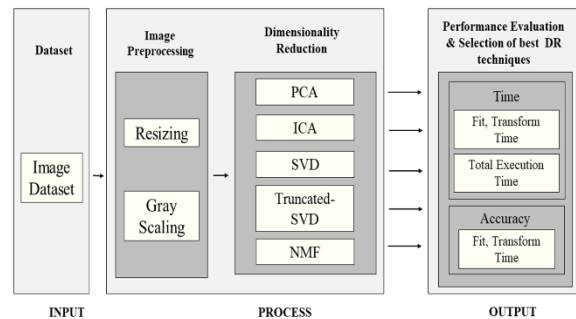 Dataset
Image
Dataset
Image
Preprocessing
Resizing
Gray
Scaling
Dimensionality
Reduction
PCA
ICA
SVD
Truncated-
SVD
NMF
Performance Evaluation
& Selection of best DR
techniques
Time
Fit, Transform
Time
Total Execution
Time
Accuracy
Fit, Transform
Time
INPUT
PROCESS
OUTPUT